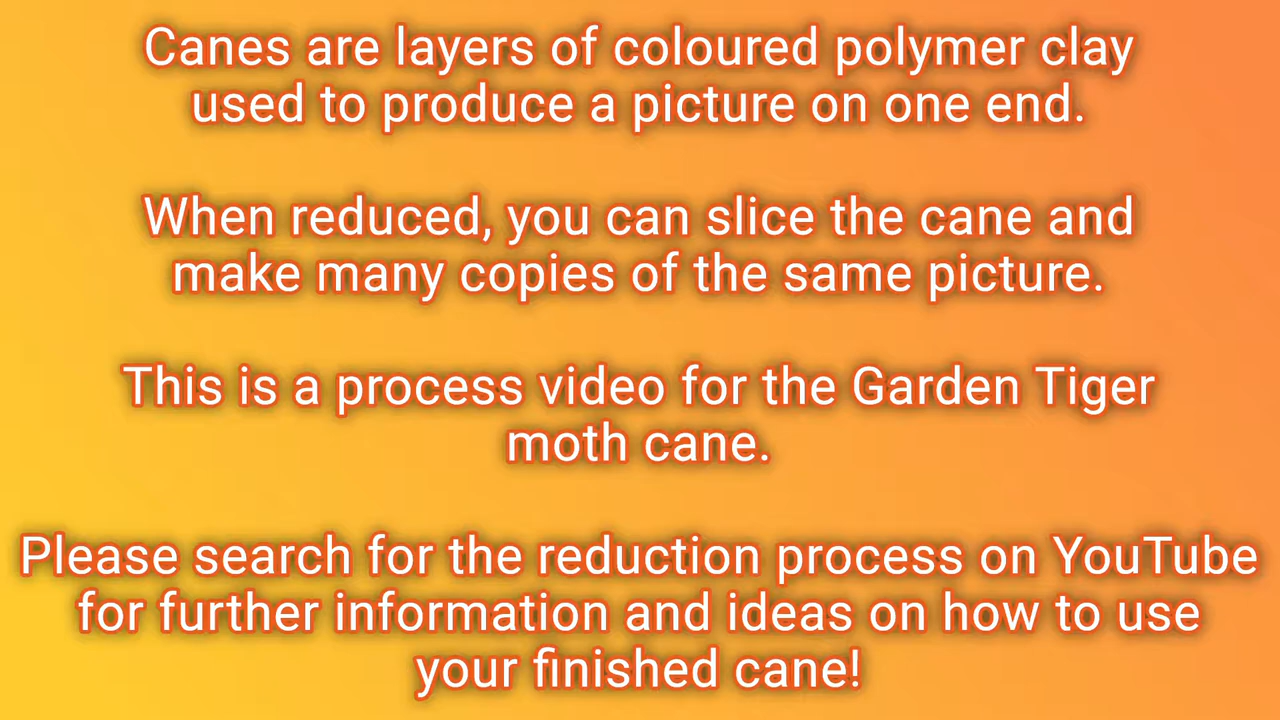 Canes are layers of coloured polymer clay
used to produce a picture on one end.
When reduced, you can slice the cane and
make many copies of the same picture.
This is a process video for the Garden Tiger
moth cane.
Please search for the reduction process on YouTube
for further information and ideas on how to use
your finished cane!